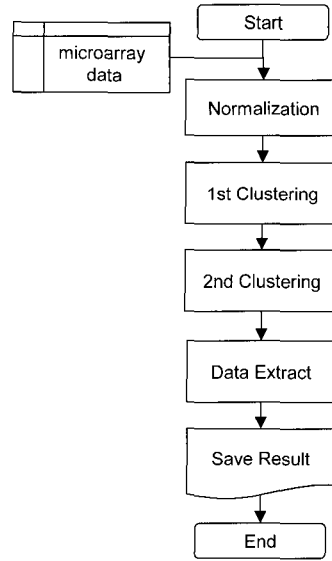 Start
microarray
data
Normalization
1st Clustering
2nd Clustering
Data Extract
Save Result
End